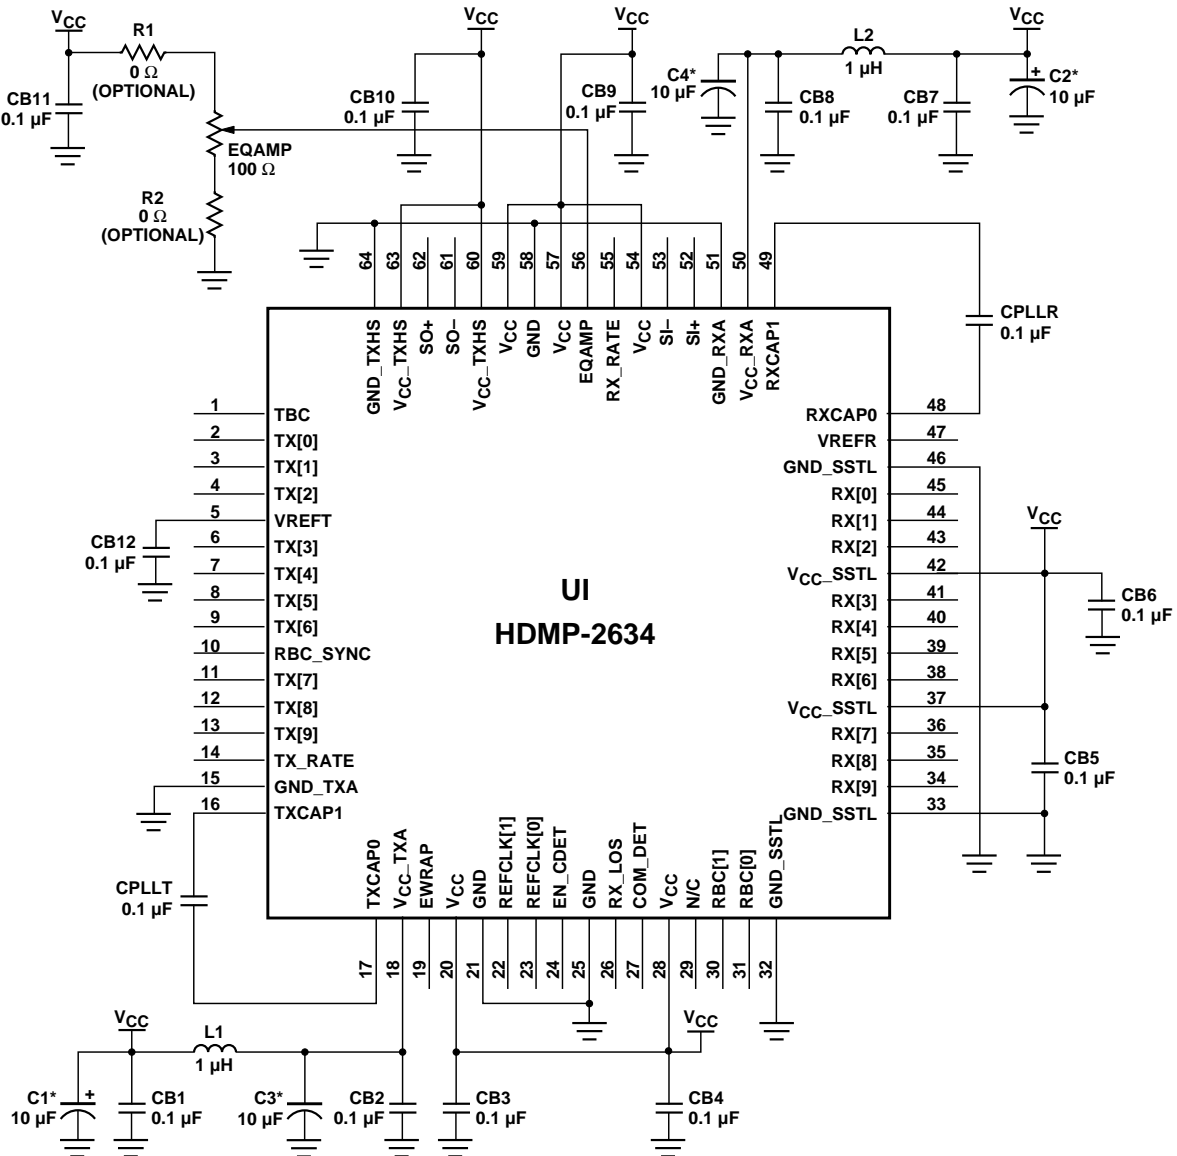 VCC
R1
0 Ω
(OPTIONAL)
CB11
0.1 µF
EQAMP
100 Ω
R2
0 Ω
(OPTIONAL)
VCC
CB10
0.1 µF
VCC
CB9
0.1 µF
C4*
10 µF
CB8
0.1 µF
L2
1 µH
CB7
0.1 µF
VCC
+
C2*
10 µF
64
63
62
61
60
59
58
57
56
55
54
53
52
51
50
49
GND_TXHS
VCC_TXHS
SO+
SO–
VCC_TXHS
VCC
GND
VCC
EQAMP
RX_RATE
VCC
SI–
SI+
GND_RXA
VCC_RXA
RXCAP1
CPLLR
0.1 µF
1 TBC
2 TX[0]
3 TX[1]
4 TX[2]
5 VREFT
6 TX[3]
7 TX[4]
8 TX[5]
9 TX[6]
10 RBC_SYNC
11 TX[7]
12 TX[8]
13 TX[9]
14 TX_RATE
15 GND_TXA
16 TXCAP1
CB12
0.1 µF
UI
HDMP-2634
RXCAP0 48
VREFR 47
GND_SSTL 46
RX[0] 45
RX[1] 44
RX[2] 43
VCC_SSTL 42
RX[3] 41
RX[4] 40
RX[5] 39
RX[6] 38
VCC_SSTL 37
RX[7] 36
RX[8] 35
RX[9] 34
GND_SSTL 33
VCC
CB6
0.1 µF
CB5
0.1 µF
CPLLT
0.1 µF
TXCAP0
VCC_TXA
EWRAP
VCC
GND
REFCLK[1]
REFCLK[0]
EN_CDET
GND
RX_LOS
COM_DET
VCC
N/C
RBC[1]
RBC[0]
GND_SSTL
17
18
19
20
21
22
23
24
25
26
27
28
29
30
31
32
VCC
L1
1 µH
C1*
10 µF
+
CB1
0.1 µF
C3*
10 µF
CB2
0.1 µF
CB3
0.1 µF
VCC
CB4
0.1 µF